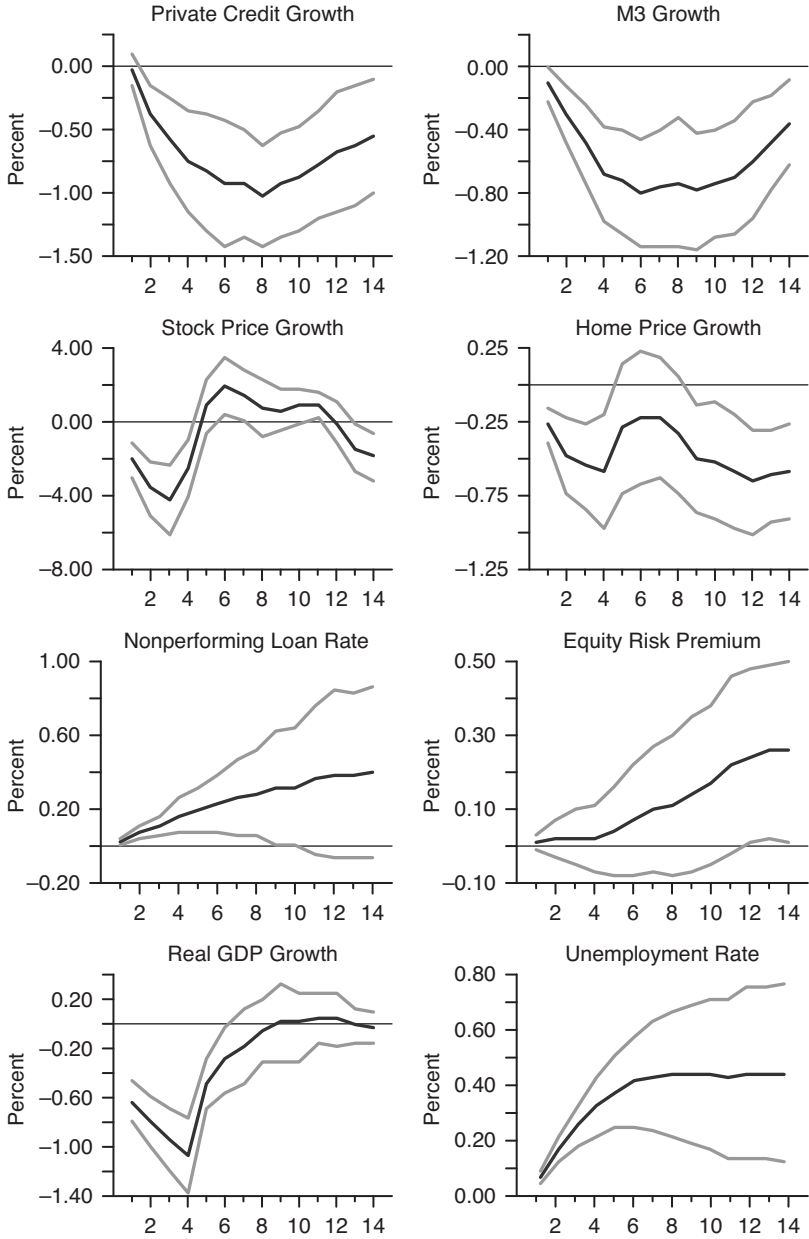 Private Credit Growth
Percent
0.00
−0.50
−1.00
−1.50
2 4 6 8 10 12 14
M3 Growth
Percent
0.00
−0.40
−0.80
−1.20
2 4 6 8 10 12 14
Stock Price Growth
Percent
4.00
0.00
−4.00
−8.00
2 4 6 8 10 12 14
Home Price Growth
Percent
0.25
−0.25
−0.75
−1.25
2 4 6 8 10 12 14
Nonperforming Loan Rate
Percent
1.00
0.60
0.20
−0.20
2 4 6 8 10 12 14
Equity Risk Premium
Percent
0.50
0.30
0.10
−0.10
2 4 6 8 10 12 14
Real GDP Growth
Percent
0.20
−0.20
−0.60
−1.00
−1.40
2 4 6 8 10 12 14
Unemployment Rate
Percent
0.80
0.60
0.40
0.20
0.00
2 4 6 8 10 12 14